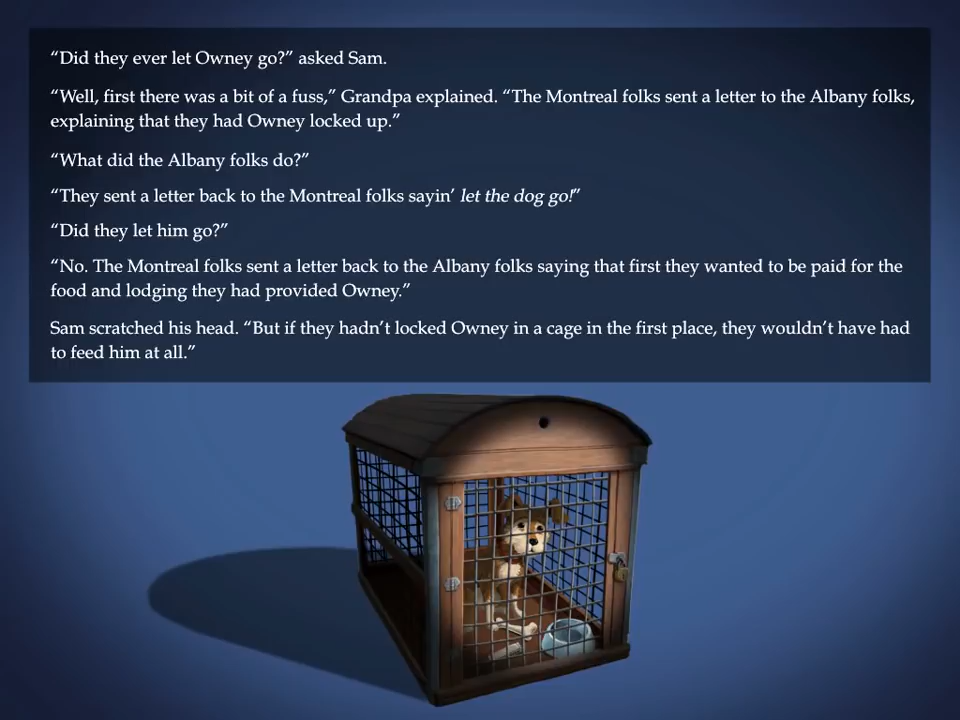 “Did they ever let Owney go?” asked Sam.
“Well, first there was a bit of a fuss,” Grandpa explained. “The Montreal folks sent a letter to the Albany folks,
explaining that they had Owney locked up.”
“What did the Albany folks do?”
“They sent a letter back to the Montreal folks sayin’ let the dog go!”
“Did they let him go?”
“No. The Montreal folks sent a letter back to the Albany folks saying that first they wanted to be paid for the
food and lodging they had provided Owney.”
Sam scratched his head. “But if they hadn’t locked Owney in a cage in the first place, they wouldn’t have had
to feed him at all.”